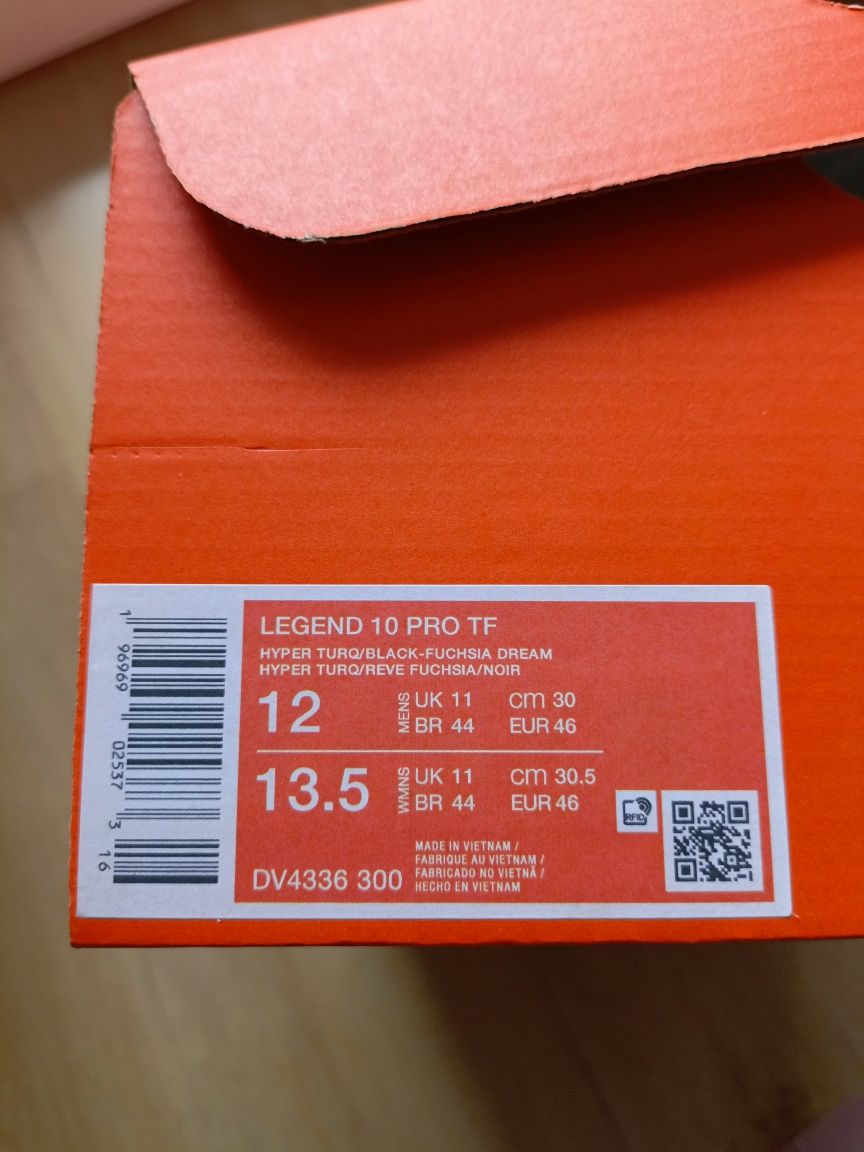 LEGEND 10 PRO TF
HYPER TURQ/BLACK-FUCHSIA DREAM
HYPER TURQ/REVE FUCHSIA/NOIR
12 MENS UK 11 cm 30
BR 44 EUR 46
13.5 WMNS UK 11 cm 30.5
BR 44 EUR 46
RFID
MADE IN VIETNAM /
FABRIQUE AU VIETNAM /
FABRICADO NO VIETNÃ /
HECHO EN VIETNAM
DV4336 300
1 96969 02537 3 16